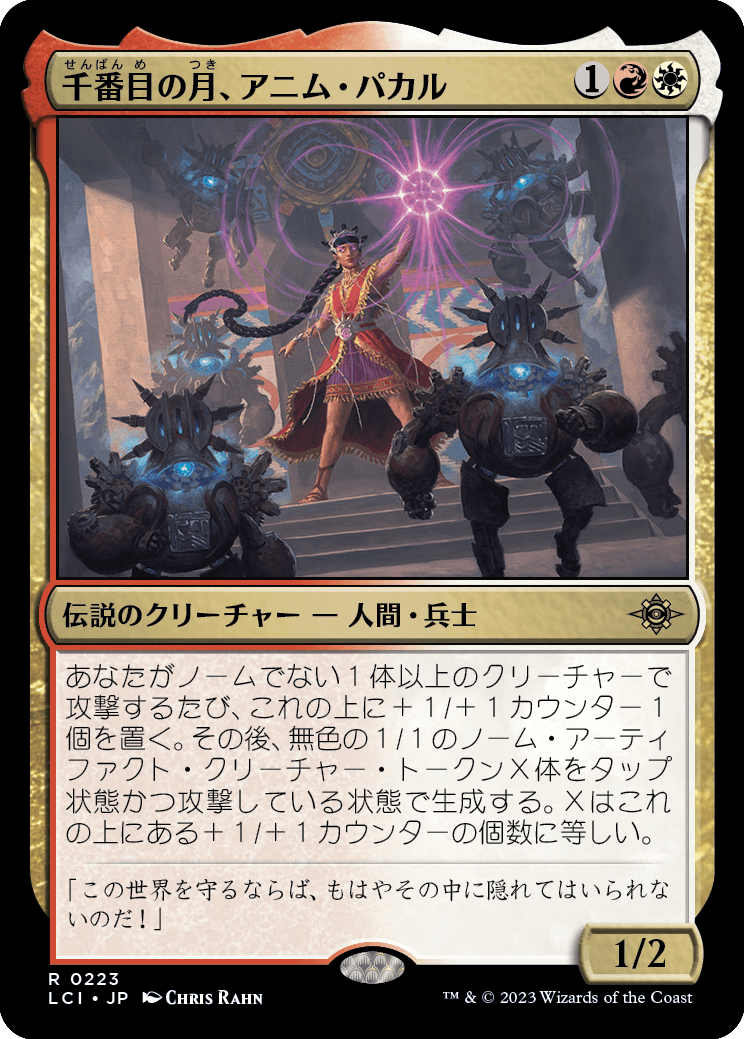 せんばんめ つき
千番目の月、アニム・パカル
1
伝説のクリーチャー — 人間・兵士
あなたがノームでない1体以上のクリーチャーで
攻撃するたび、これの上に+1/+1カウンター1
個を置く。その後、無色の1/1のノーム・アーティ
ファクト・クリーチャー・トークンX体をタップ
状態かつ攻撃している状態で生成する。Xはこれ
の上にある+1/+1カウンターの個数に等しい。
「この世界を守るならば、もはやその中に隠れてはいられな
いのだ!」
1/2
R 0223
LCI • JP Chris Rahn
™ & © 2023 Wizards of the Coast